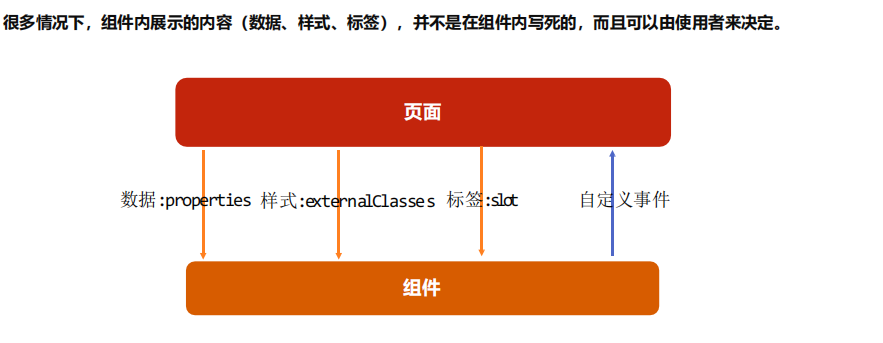 很多情况下，组件内展示的内容（数据、样式、标签），并不是在组件内写死的，而且可以由使用者来决定。
页面
数据:properties 样式:externalClasses 标签:slot 自定义事件
组件